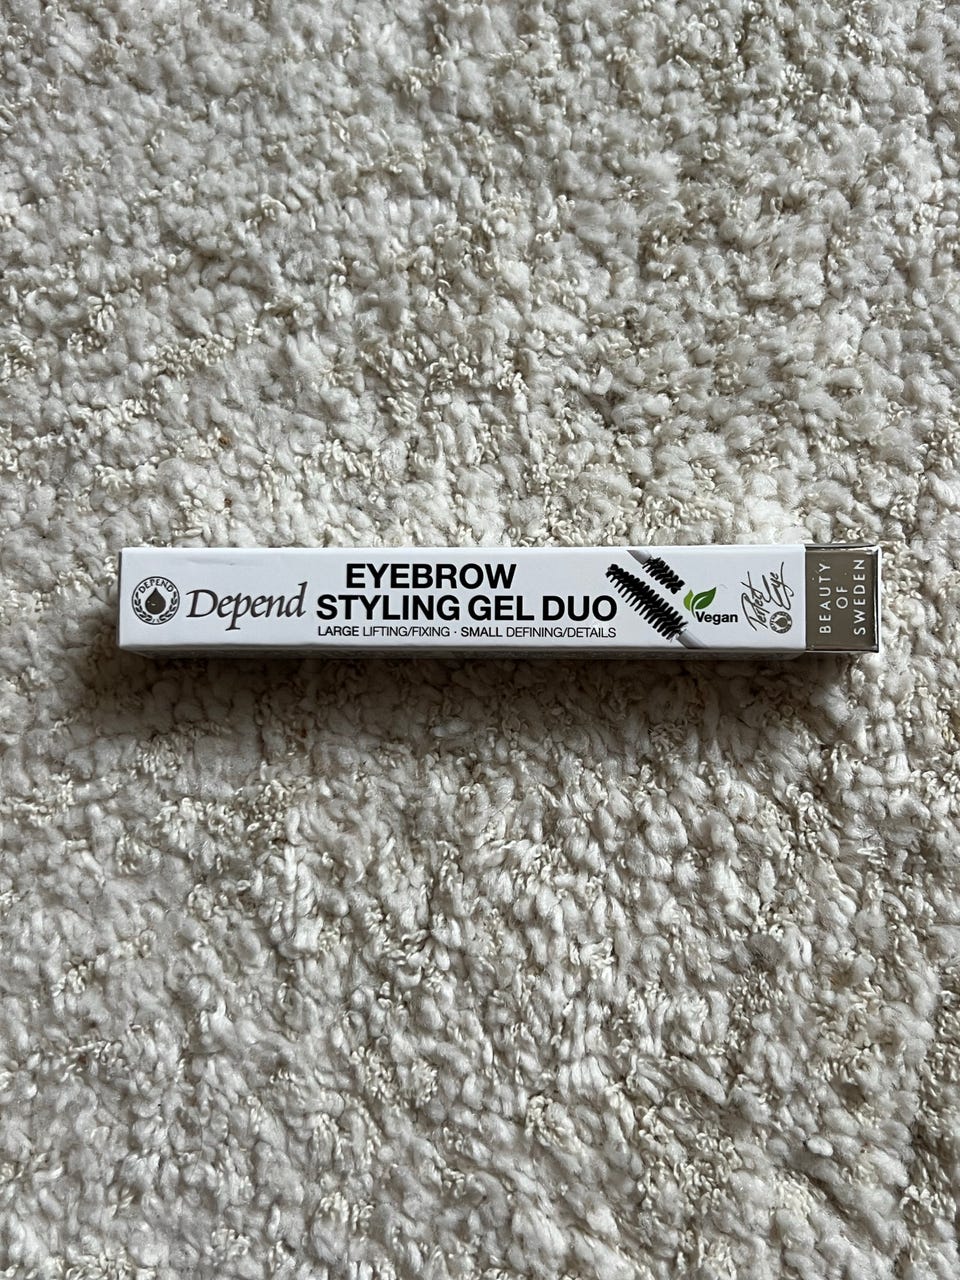 DEPEND
Depend
EYEBROW
STYLING GEL DUO
LARGE LIFTING/FIXING · SMALL DEFINING/DETAILS
Vegan
Perfect
Eye
BEAUTY
OF
SWEDEN